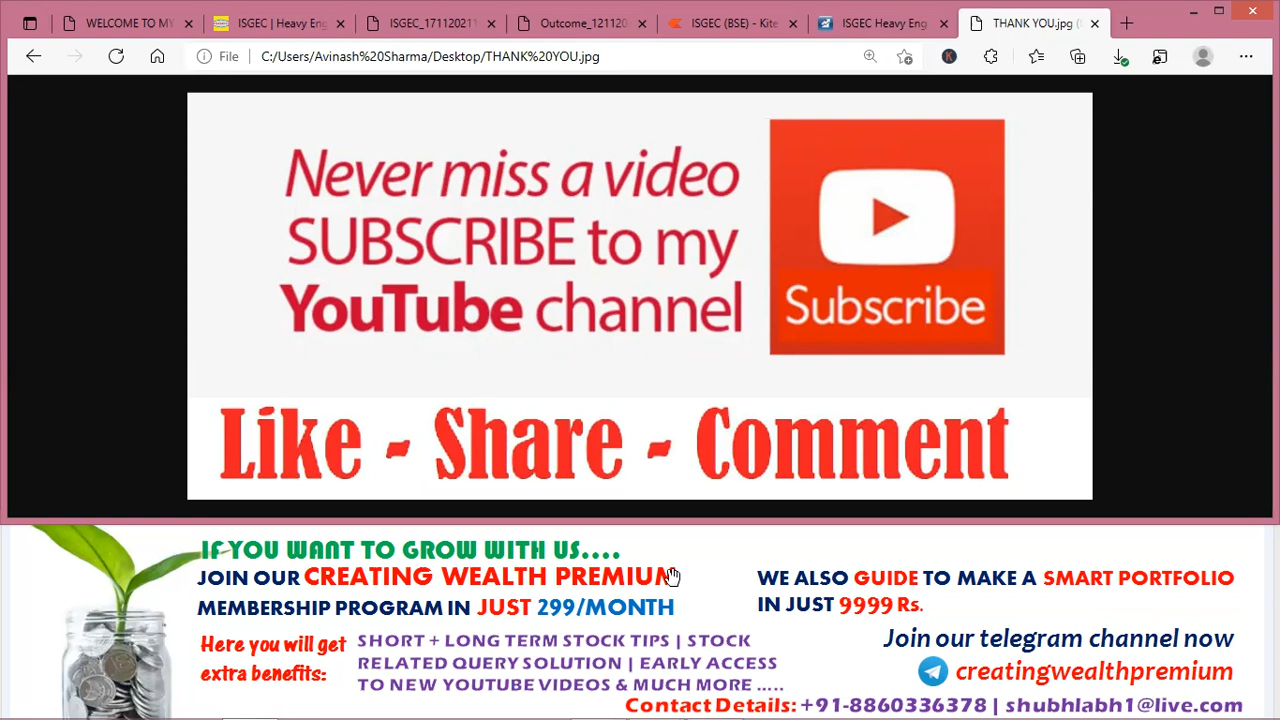 WELCOME TO MY
ISGEC | Heavy Eng
ISGEC_171120211
Outcome_121120
ISGEC (BSE) - Kite
ISGEC Heavy Eng
THANK YOU.jpg (
File
C:/Users/Avinash%20Sharma/Desktop/THANK%20YOU.jpg
K
Never miss a video
SUBSCRIBE to my
YouTube channel
Subscribe
Like - Share - Comment
IF YOU WANT TO GROW WITH US....
JOIN OUR CREATING WEALTH PREMIUM
MEMBERSHIP PROGRAM IN JUST 299/MONTH
Here you will get
extra benefits:
SHORT + LONG TERM STOCK TIPS | STOCK
RELATED QUERY SOLUTION | EARLY ACCESS
TO NEW YOUTUBE VIDEOS & MUCH MORE .....
WE ALSO GUIDE TO MAKE A SMART PORTFOLIO
IN JUST 9999 Rs.
Join our telegram channel now
creatingwealthpremium
Contact Details: +91-8860336378 | shubhlabh1@live.com